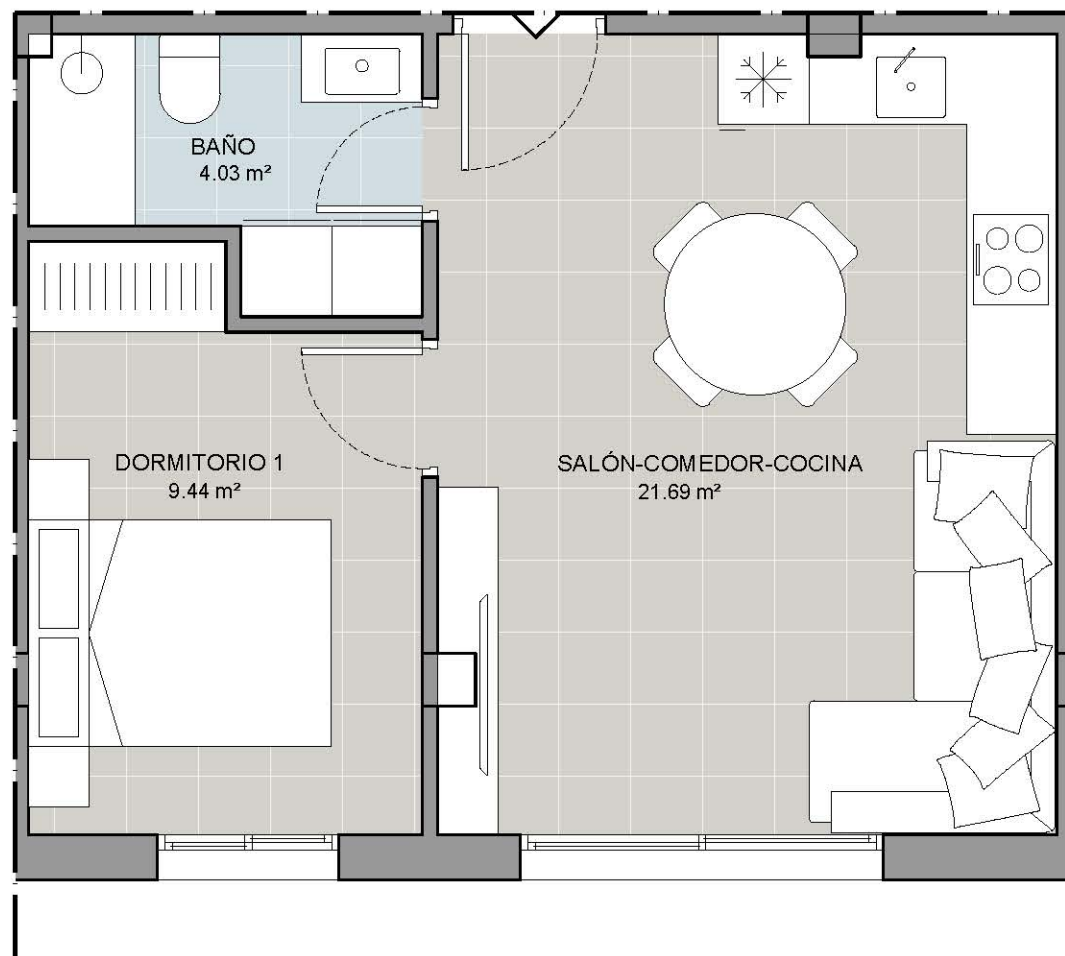 BAÑO
4.03 m²
DORMITORIO 1
9.44 m²
SALÓN-COMEDOR-COCINA
21.69 m²